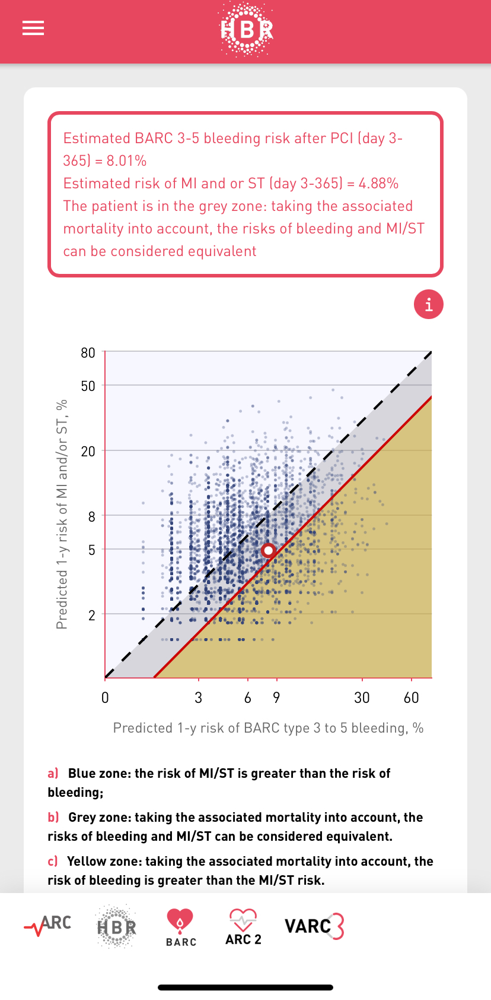 HBR
Estimated BARC 3-5 bleeding risk after PCI (day 3-
365) = 8.01%
Estimated risk of MI and or ST (day 3-365) = 4.88%
The patient is in the grey zone: taking the associated
mortality into account, the risks of bleeding and MI/ST
can be considered equivalent
i
80
50
20
8
5
2
Predicted 1-y risk of MI and/or ST, %
0 3 6 9 30 60
Predicted 1-y risk of BARC type 3 to 5 bleeding, %
a) Blue zone: the risk of MI/ST is greater than the risk of
bleeding;
b) Grey zone: taking the associated mortality into account, the
risks of bleeding and MI/ST can be considered equivalent.
c) Yellow zone: taking the associated mortality into account, the
risk of bleeding is greater than the MI/ST risk.
ARC
HBR
BARC
ARC 2
VARC3